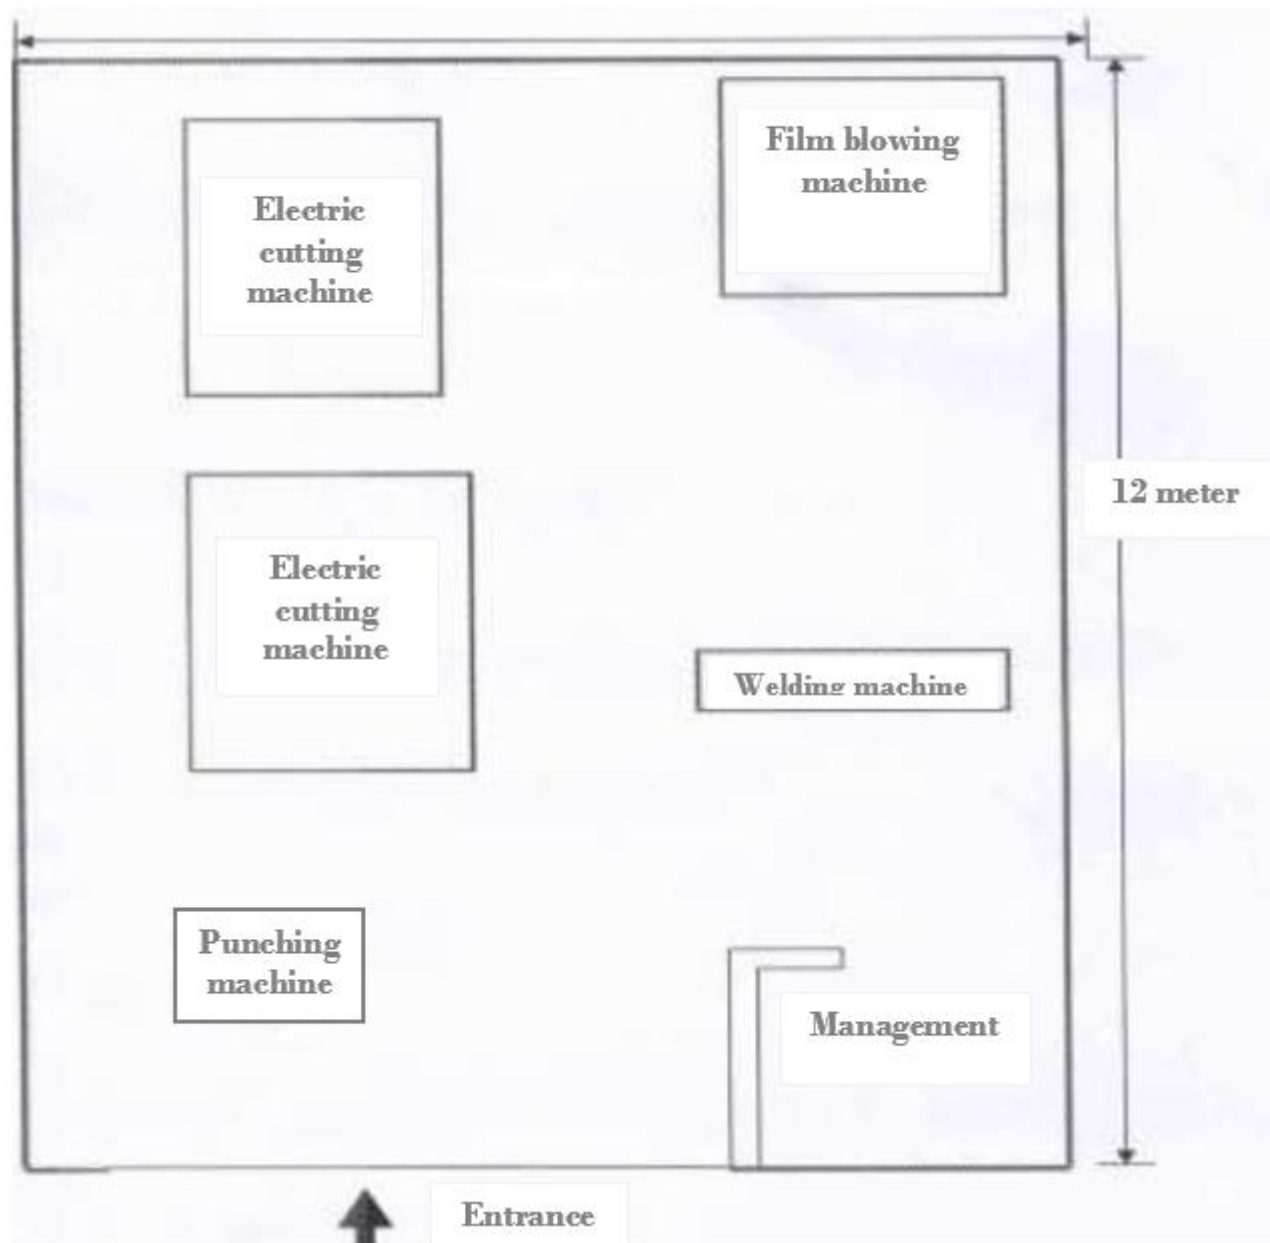 Film blowing
machine
Electric
cutting
machine
12 meter
Electric
cutting
machine
Welding machine
Punching
machine
Management
Entrance